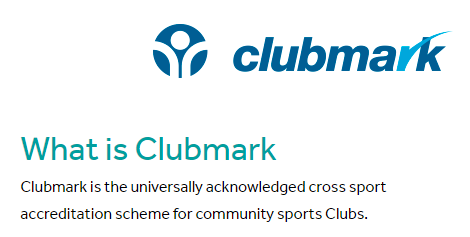 clubmark
What is Clubmark
Clubmark is the universally acknowledged cross sport
accreditation scheme for community sports Clubs.